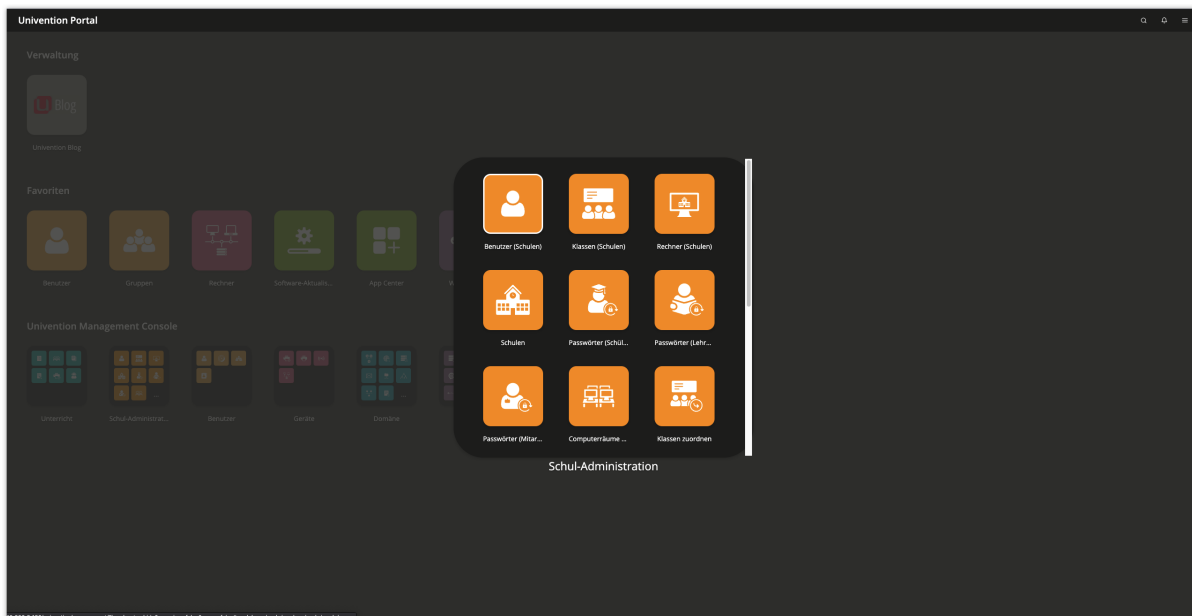 Univention Portal
Verwaltung
Blog
Univention Blog
Favoriten
Benutzer
Gruppen
Rechner
Software-Aktualis...
App Center
Univention Management Console
Unterricht
Schul-Administrat...
Benutzer
Geräte
Domäne
Benutzer (Schulen)
Klassen (Schulen)
Rechner (Schulen)
Schulen
Passwörter (Schül...
Passwörter (Lehr...
Passwörter (Mitar...
Computerräume ...
Klassen zuordnen
Schul-Administration